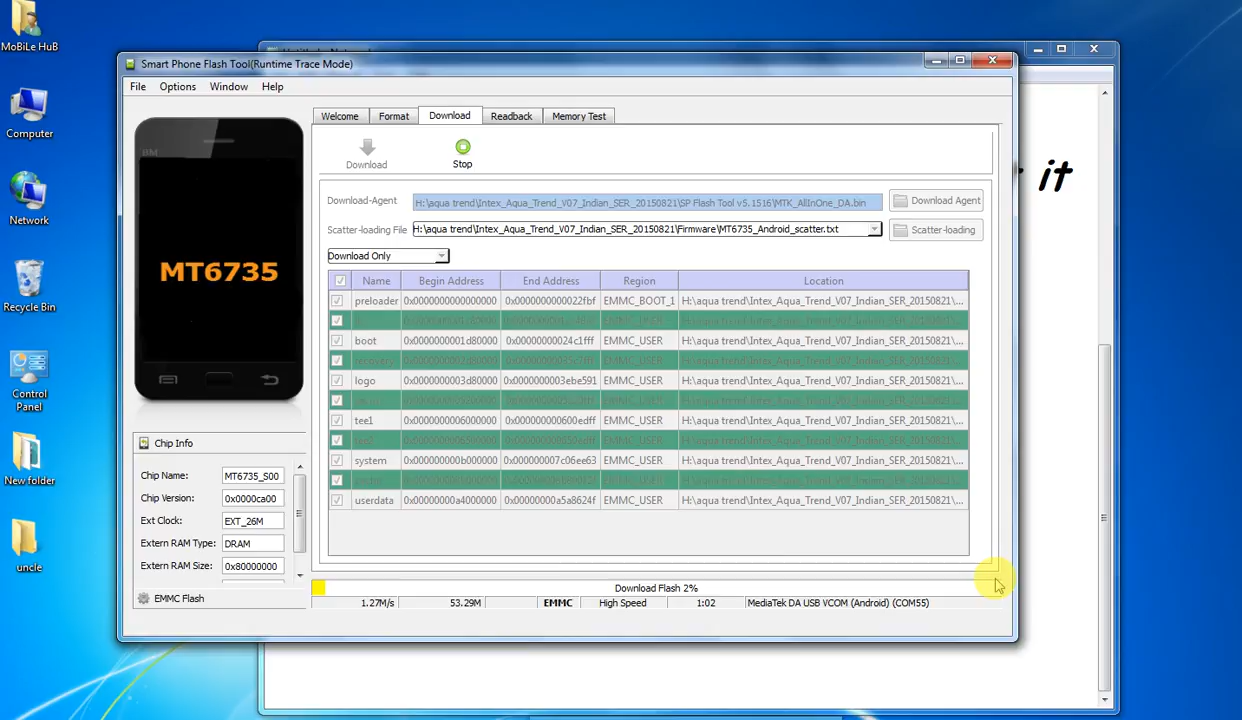 MoBiLe HuB
Computer
Network
Recycle Bin
Control
Panel
New folder
uncle
it
Smart Phone Flash Tool(Runtime Trace Mode)
File Options Window Help
BM
MT6735
Chip Info
Chip Name: MT6735_S00
Chip Version: 0x0000ca00
Ext Clock: EXT_26M
Extern RAM Type: DRAM
Extern RAM Size: 0x80000000
EMMC Flash
Welcome Format Download Readback Memory Test
Download Stop
Download-Agent H:\aqua trend\Intex_Aqua_Trend_V07_Indian_SER_20150821\SP Flash Tool v5.1516\MTK_AllInOne_DA.bin Download Agent
Scatter-loading File H:\aqua trend\Intex_Aqua_Trend_V07_Indian_SER_20150821\Firmware\MT6735_Android_scatter.txt Scatter-loading
Download Only
Name Begin Address End Address Region Location
preloader 0x0000000000000000 0x0000000000022fbf EMMC_BOOT_1 H:\aqua trend\Intex_Aqua_Trend_V07_Indian_SER_20150821\...
boot 0x0000000001d80000 0x00000000024c1fff EMMC_USER H:\aqua trend\Intex_Aqua_Trend_V07_Indian_SER_20150821\...
logo 0x0000000003d80000 0x0000000003ebe591 EMMC_USER H:\aqua trend\Intex_Aqua_Trend_V07_Indian_SER_20150821\...
tee1 0x0000000006000000 0x000000000600edff EMMC_USER H:\aqua trend\Intex_Aqua_Trend_V07_Indian_SER_20150821\...
system 0x000000000b000000 0x000000007c06ee63 EMMC_USER H:\aqua trend\Intex_Aqua_Trend_V07_Indian_SER_20150821\...
userdata 0x00000000a4000000 0x00000000a5a8624f EMMC_USER H:\aqua trend\Intex_Aqua_Trend_V07_Indian_SER_20150821\...
Download Flash 2%
1.27M/s 53.29M EMMC High Speed 1:02 MediaTek DA USB VCOM (Android) (COM55)